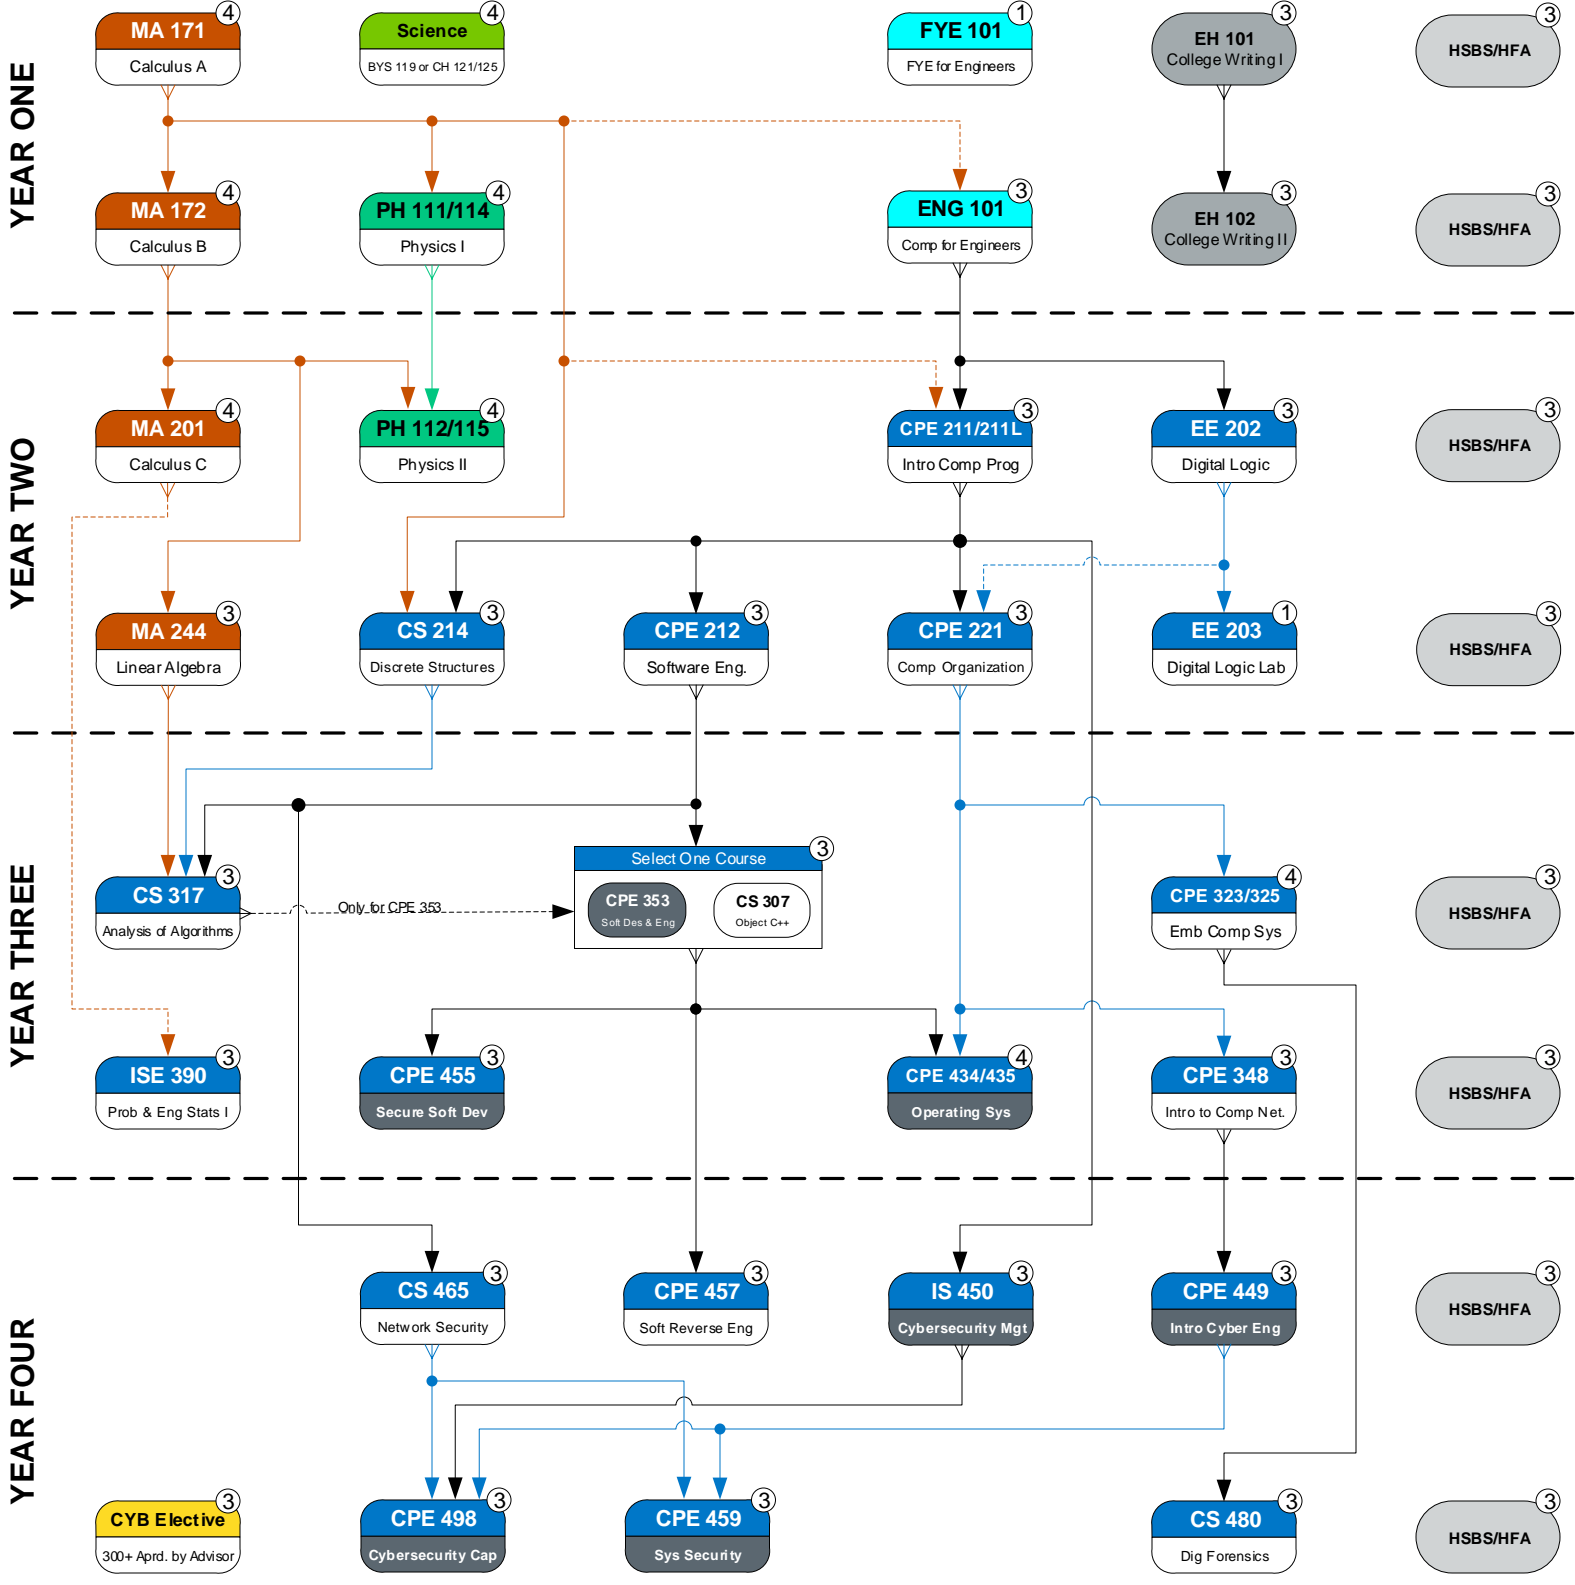 YEAR ONE
4
MA 171
Calculus A
4
Science
BYS 119 or CH 121/125
1
FYE 101
FYE for Engineers
3
EH 101
College Writing I
3
HSBS/HFA
4
MA 172
Calculus B
4
PH 111/114
Physics I
3
ENG 101
Comp for Engineers
3
EH 102
College Writing II
3
HSBS/HFA
YEAR TWO
4
MA 201
Calculus C
4
PH 112/115
Physics II
3
CPE 211/211L
Intro Comp Prog
3
EE 202
Digital Logic
3
HSBS/HFA
3
MA 244
Linear Algebra
3
CS 214
Discrete Structures
3
CPE 212
Software Eng.
3
CPE 221
Comp Organization
1
EE 203
Digital Logic Lab
3
HSBS/HFA
YEAR THREE
3
CS 317
Analysis of Algorithms
Only for CPE 353
3
Select One Course
CPE 353
Soft Des & Eng
CS 307
Object C++
4
CPE 323/325
Emb Comp Sys
3
HSBS/HFA
3
ISE 390
Prob & Eng Stats I
3
CPE 455
Secure Soft Dev
4
CPE 434/435
Operating Sys
3
CPE 348
Intro to Comp Net.
3
HSBS/HFA
YEAR FOUR
3
CS 465
Network Security
3
CPE 457
Soft Reverse Eng
3
IS 450
Cybersecurity Mgt
3
CPE 449
Intro Cyber Eng
3
HSBS/HFA
3
CYB Elective
300+ Aprd. by Advisor
3
CPE 498
Cybersecurity Cap
3
CPE 459
Sys Security
3
CS 480
Dig Forensics
3
HSBS/HFA